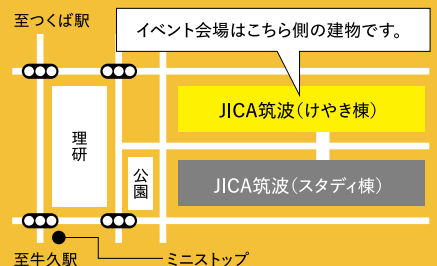 至つくば駅
イベント会場はこちら側の建物です。
JICA筑波（けやき棟）
理研
公園
JICA筑波（スタディ棟）
至牛久駅
ミニストップ